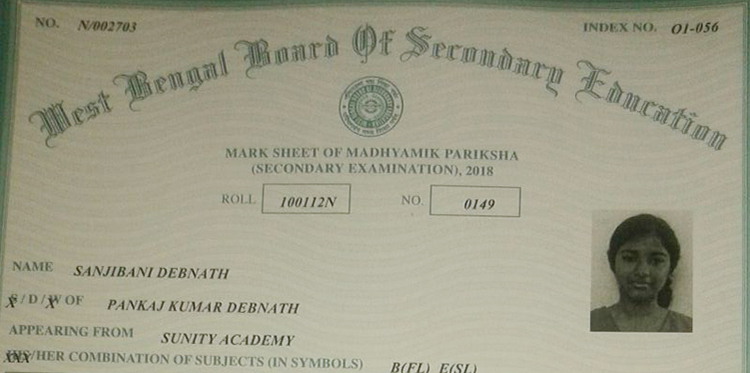 NO. N/002703 INDEX NO. O1-056
West Bengal Board Of Secondary Education
MARK SHEET OF MADHYAMIK PARIKSHA
(SECONDARY EXAMINATION), 2018
ROLL 100112N NO. 0149
NAME SANJIBANI DEBNATH
S / D / W OF PANKAJ KUMAR DEBNATH
APPEARING FROM SUNITY ACADEMY
HIS/HER COMBINATION OF SUBJECTS (IN SYMBOLS) B(FL) E(SL)